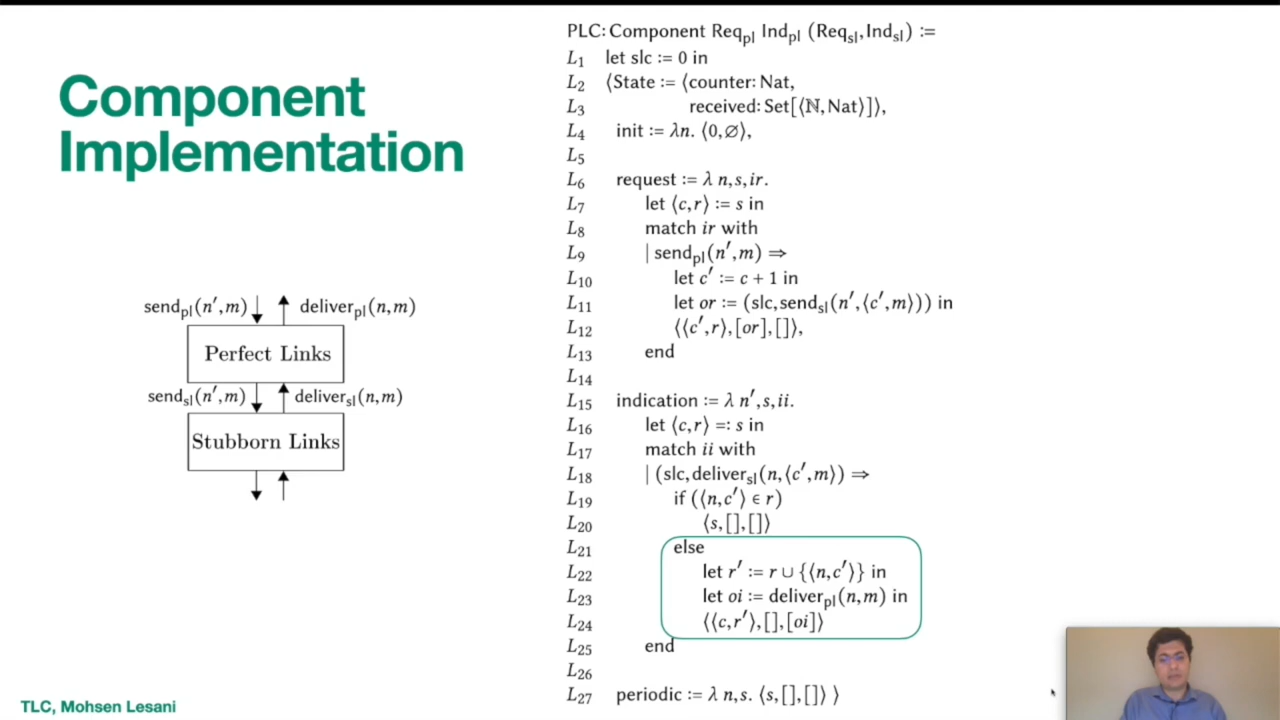 Component
Implementation
send_pl(n′,m)
deliver_pl(n,m)
Perfect Links
send_sl(n′,m)
deliver_sl(n,m)
Stubborn Links
PLC: Component Req_pl Ind_pl (Req_sl,Ind_sl) :=
L1 let slc := 0 in
L2 ⟨State := ⟨counter: Nat,
L3 received: Set[⟨ℕ,Nat⟩]⟩,
L4 init := λn. ⟨0,∅⟩,
L5
L6 request := λ n,s,ir.
L7 let ⟨c,r⟩ := s in
L8 match ir with
L9 | send_pl(n′,m) ⇒
L10 let c′ := c + 1 in
L11 let or := (slc,send_sl(n′,⟨c′,m⟩)) in
L12 ⟨⟨c′,r⟩,[or],[]⟩,
L13 end
L14
L15 indication := λ n′,s,ii.
L16 let ⟨c,r⟩ =: s in
L17 match ii with
L18 | (slc,deliver_sl(n,⟨c′,m⟩) ⇒
L19 if (⟨n,c′⟩ ∈ r)
L20 ⟨s,[],[]⟩
L21 else
L22 let r′ := r ∪ {⟨n,c′⟩} in
L23 let oi := deliver_pl(n,m) in
L24 ⟨⟨c,r′⟩,[],[oi]⟩
L25 end
L26
L27 periodic := λ n,s. ⟨s,[],[]⟩ ⟩
TLC, Mohsen Lesani